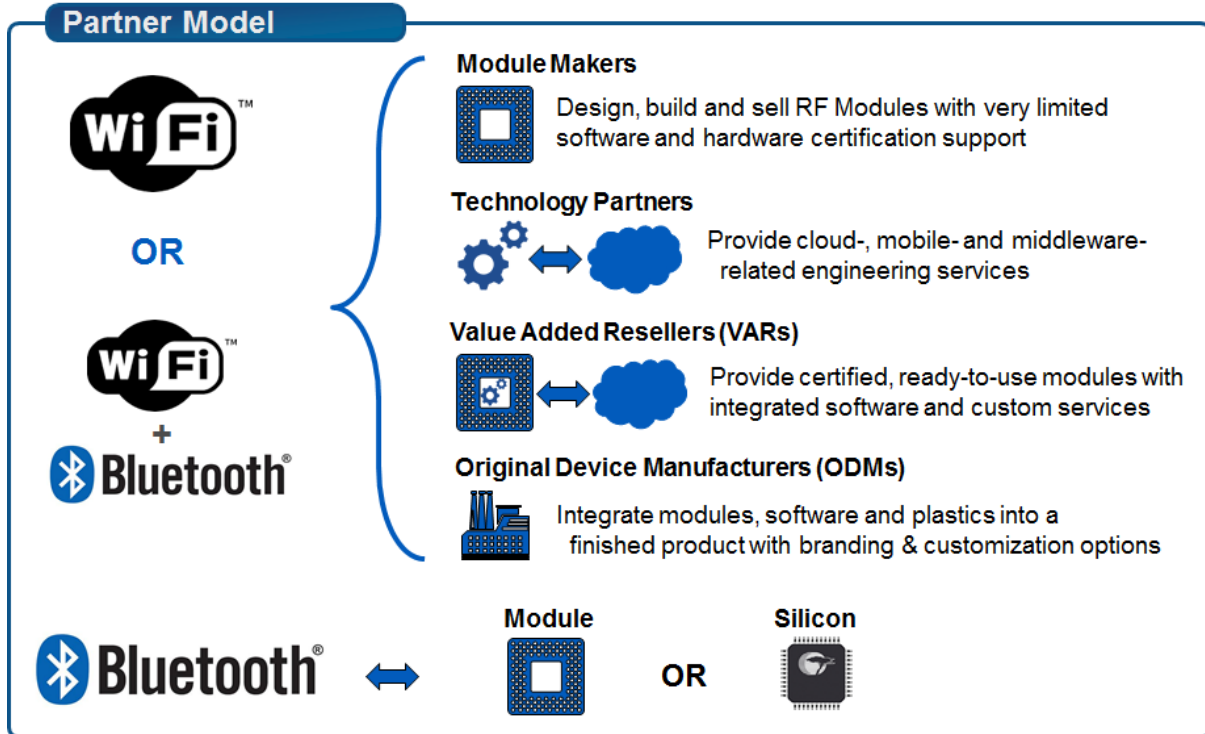 Partner Model
WiFi™
OR
WiFi™
+
Bluetooth®
Module Makers
Design, build and sell RF Modules with very limited
software and hardware certification support
Technology Partners
Provide cloud-, mobile- and middleware-
related engineering services
Value Added Resellers (VARs)
Provide certified, ready-to-use modules with
integrated software and custom services
Original Device Manufacturers (ODMs)
Integrate modules, software and plastics into a
finished product with branding & customization options
Bluetooth®
Module
OR
Silicon